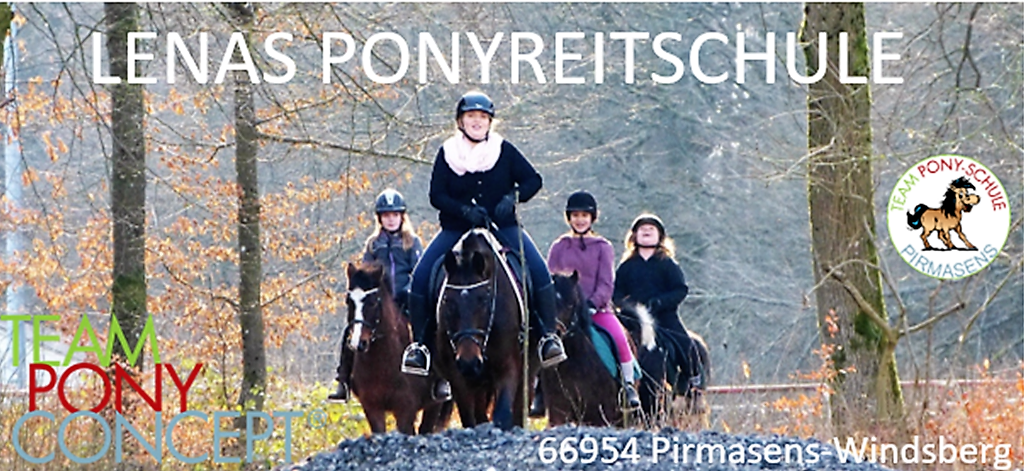 LENAS PONYREITSCHULE
TEAM PONY-SCHULE
PIRMASENS
TEAM
PONY
CONCEPT®
66954 Pirmasens-Windsberg